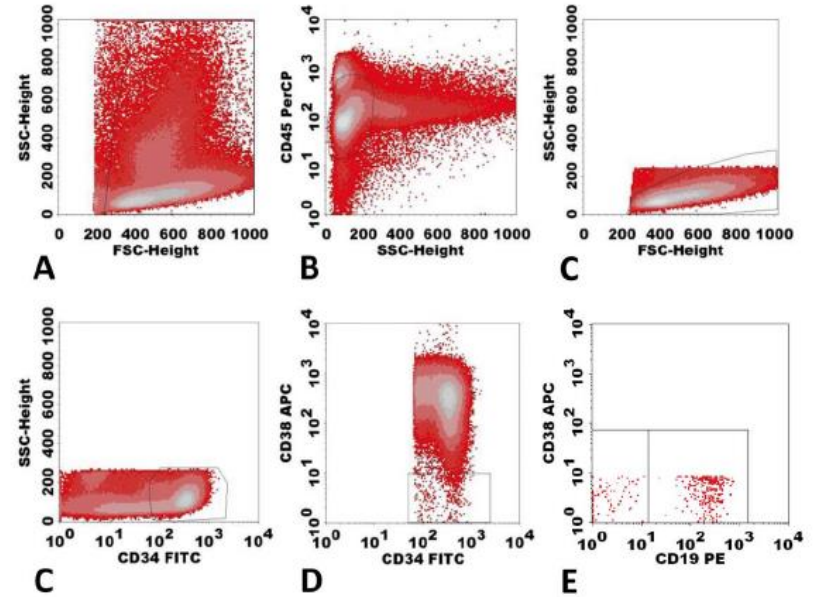 1000
800
600
400
200
0
SSC-Height
0 200 400 600 800 1000
FSC-Height
A
10^4
10^3
10^2
10^1
10^0
CD45 PerCP
0 200 400 600 800 1000
SSC-Height
B
1000
800
600
400
200
0
SSC-Height
0 200 400 600 800 1000
FSC-Height
C
1000
800
600
400
200
0
SSC-Height
10^0 10^1 10^2 10^3 10^4
CD34 FITC
C
10^4
10^3
10^2
10^1
10^0
CD38 APC
10^0 10^1 10^2 10^3 10^4
CD34 FITC
D
10^4
10^3
10^2
10^1
10^0
CD38 APC
10^0 10^1 10^2 10^3 10^4
CD19 PE
E